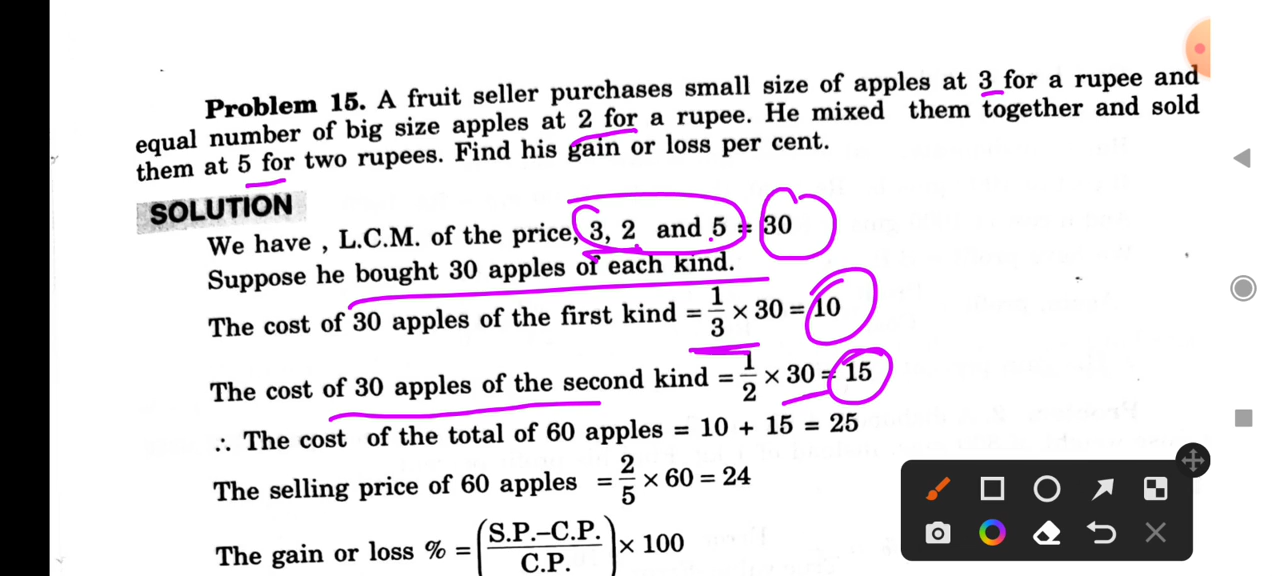 Problem 15. A fruit seller purchases small size of apples at 3 for a rupee and
equal number of big size apples at 2 for a rupee. He mixed them together and sold
them at 5 for two rupees. Find his gain or loss per cent.
SOLUTION
We have , L.C.M. of the price, 3, 2 and 5 = 30
Suppose he bought 30 apples of each kind.
The cost of 30 apples of the first kind = 1/3 × 30 = 10
The cost of 30 apples of the second kind = 1/2 × 30 = 15
∴ The cost of the total of 60 apples = 10 + 15 = 25
The selling price of 60 apples = 2/5 × 60 = 24
The gain or loss % = (S.P.–C.P./C.P.) × 100